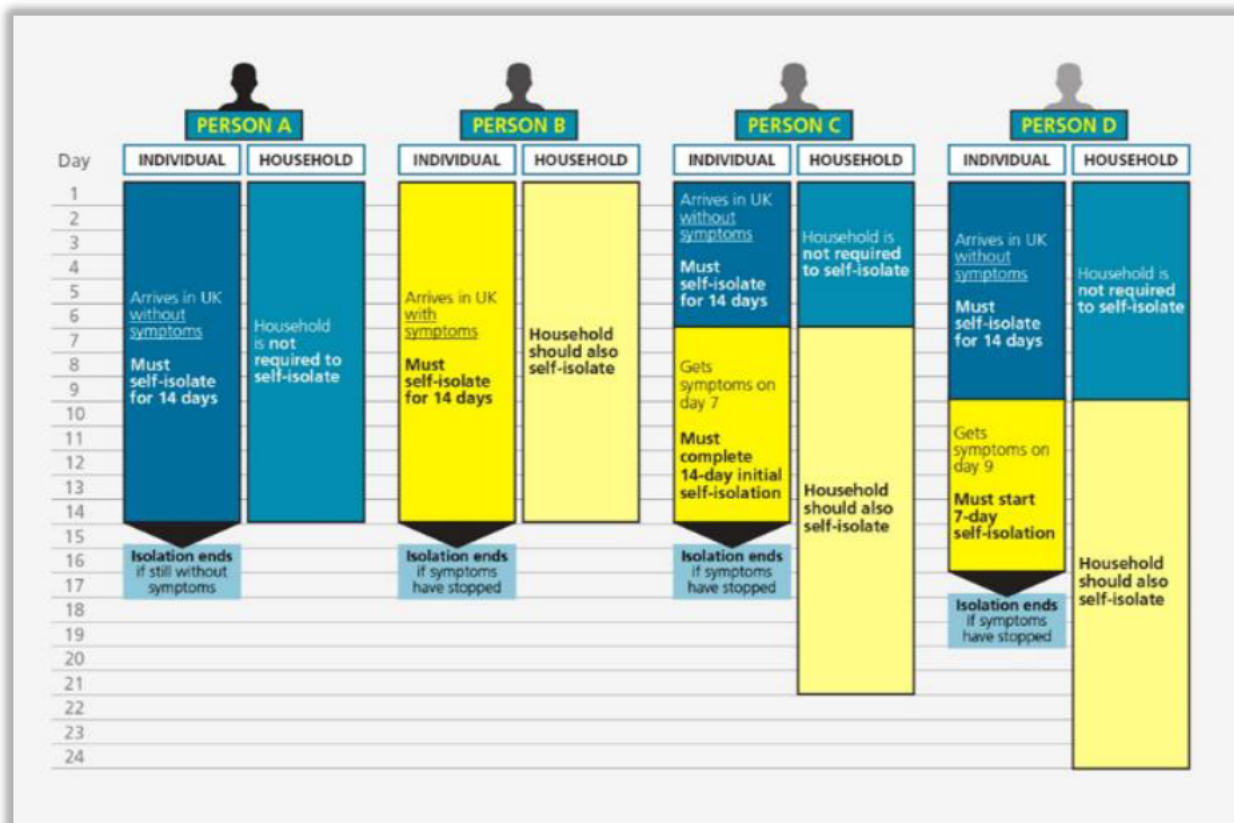 PERSON A
PERSON B
PERSON C
PERSON D
Day
INDIVIDUAL
HOUSEHOLD
INDIVIDUAL
HOUSEHOLD
INDIVIDUAL
HOUSEHOLD
INDIVIDUAL
HOUSEHOLD
1
2
3
4
5
6
7
8
9
10
11
12
13
14
15
16
17
18
19
20
21
22
23
24
Arrives in UK
without
symptoms
Must
self-isolate
for 14 days
Isolation ends
if still without
symptoms
Household
is not
required to
self-isolate
Arrives in UK
with
symptoms
Must
self-isolate
for 14 days
Isolation ends
if symptoms
have stopped
Household
should also
self-isolate
Arrives in UK
without
symptoms
Must
self-isolate
for 14 days
Gets
symptoms on
day 7
Must
complete
14-day initial
self-isolation
Isolation ends
if symptoms
have stopped
Household is
not required
to self-isolate
Household
should also
self-isolate
Arrives in UK
without
symptoms
Must
self-isolate
for 14 days
Gets
symptoms on
day 9
Must start
7-day
self-isolation
Isolation ends
if symptoms
have stopped
Household is
not required
to self-isolate
Household
should also
self-isolate